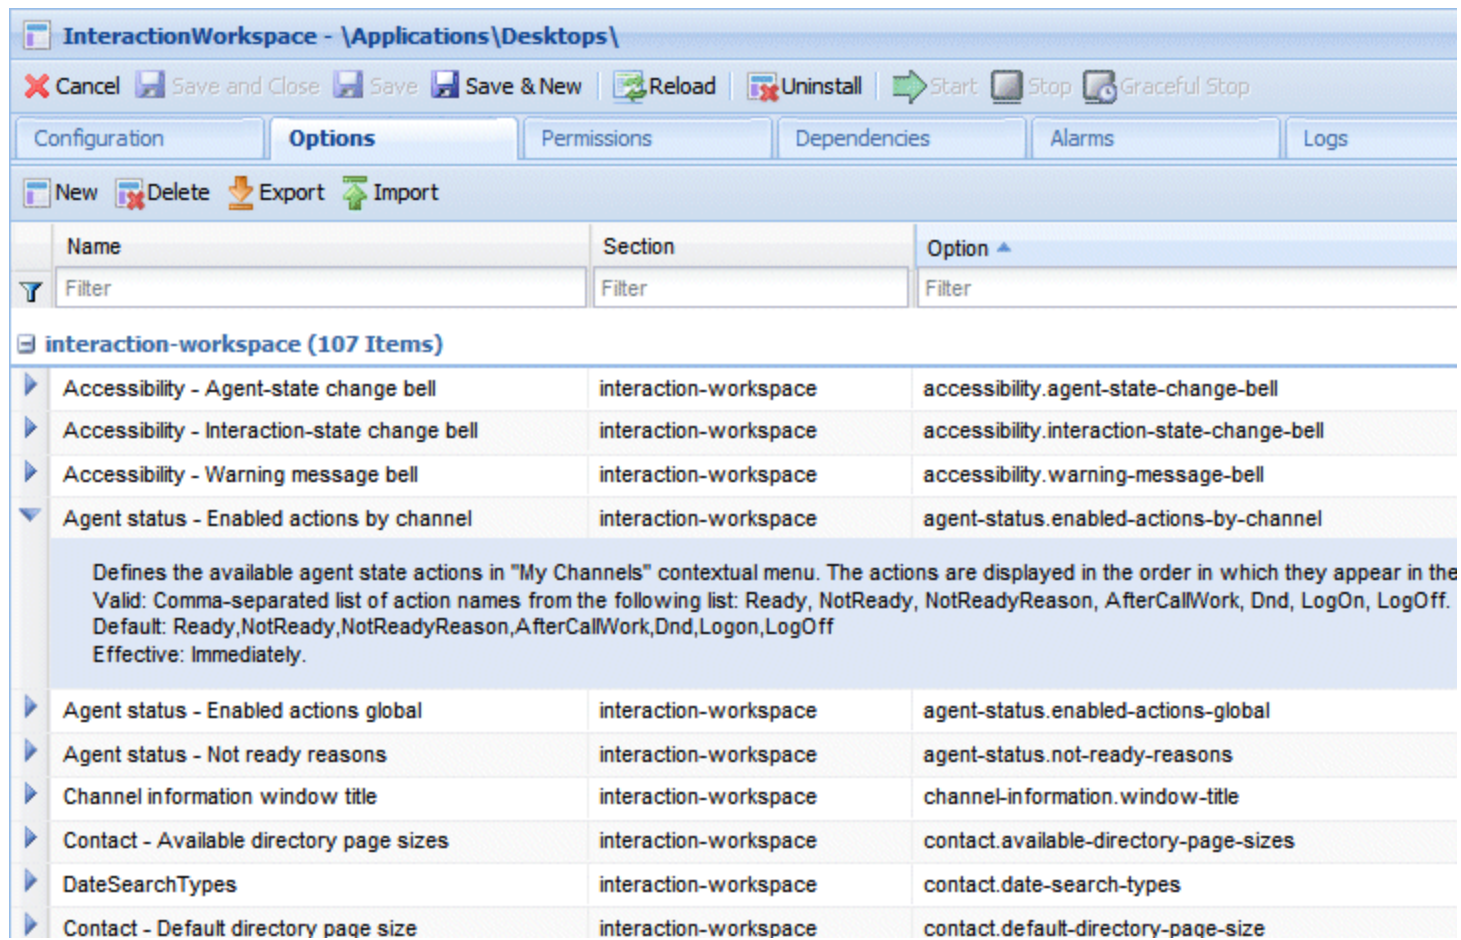 InteractionWorkspace - \Applications\Desktops\
Cancel Save and Close Save Save & New Reload Uninstall Start Stop Graceful Stop
Configuration Options Permissions Dependencies Alarms Logs
New Delete Export Import
Name Section Option
Filter Filter Filter
interaction-workspace (107 Items)
Accessibility - Agent-state change bell interaction-workspace accessibility.agent-state-change-bell
Accessibility - Interaction-state change bell interaction-workspace accessibility.interaction-state-change-bell
Accessibility - Warning message bell interaction-workspace accessibility.warning-message-bell
Agent status - Enabled actions by channel interaction-workspace agent-status.enabled-actions-by-channel
Defines the available agent state actions in "My Channels" contextual menu. The actions are displayed in the order in which they appear in the
Valid: Comma-separated list of action names from the following list: Ready, NotReady, NotReadyReason, AfterCallWork, Dnd, LogOn, LogOff.
Default: Ready,NotReady,NotReadyReason,AfterCallWork,Dnd,Logon,LogOff
Effective: Immediately.
Agent status - Enabled actions global interaction-workspace agent-status.enabled-actions-global
Agent status - Not ready reasons interaction-workspace agent-status.not-ready-reasons
Channel information window title interaction-workspace channel-information.window-title
Contact - Available directory page sizes interaction-workspace contact.available-directory-page-sizes
DateSearchTypes interaction-workspace contact.date-search-types
Contact - Default directory page size interaction-workspace contact.default-directory-page-size